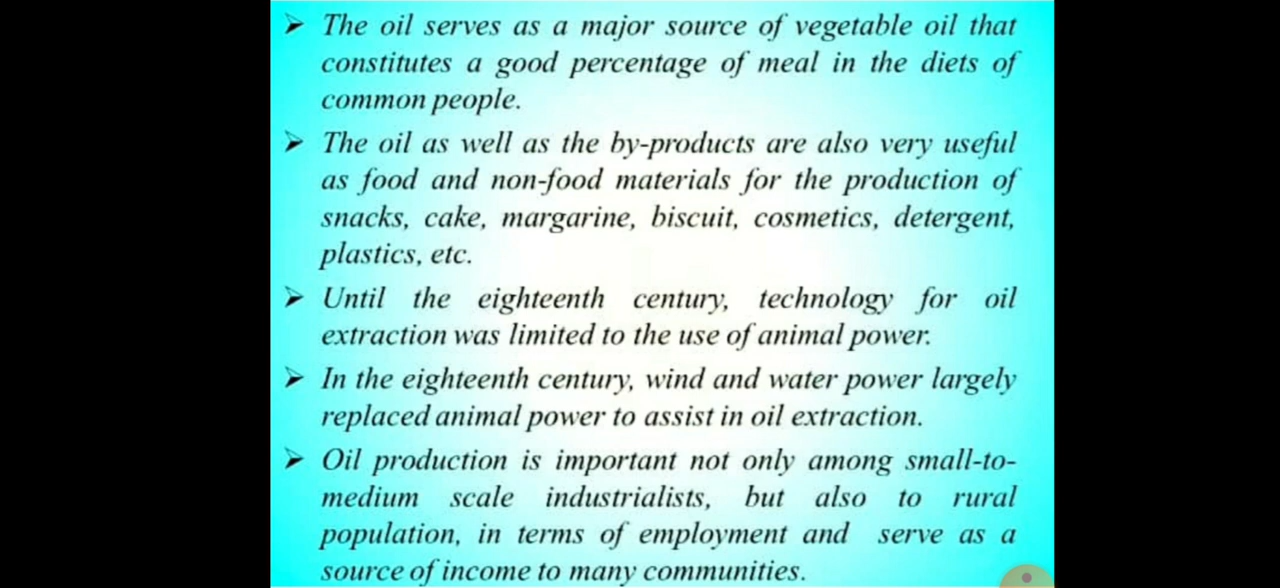 ➤ The oil serves as a major source of vegetable oil that
constitutes a good percentage of meal in the diets of
common people.
➤ The oil as well as the by-products are also very useful
as food and non-food materials for the production of
snacks, cake, margarine, biscuit, cosmetics, detergent,
plastics, etc.
➤ Until the eighteenth century, technology for oil
extraction was limited to the use of animal power.
➤ In the eighteenth century, wind and water power largely
replaced animal power to assist in oil extraction.
➤ Oil production is important not only among small-to-
medium scale industrialists, but also to rural
population, in terms of employment and serve as a
source of income to many communities.